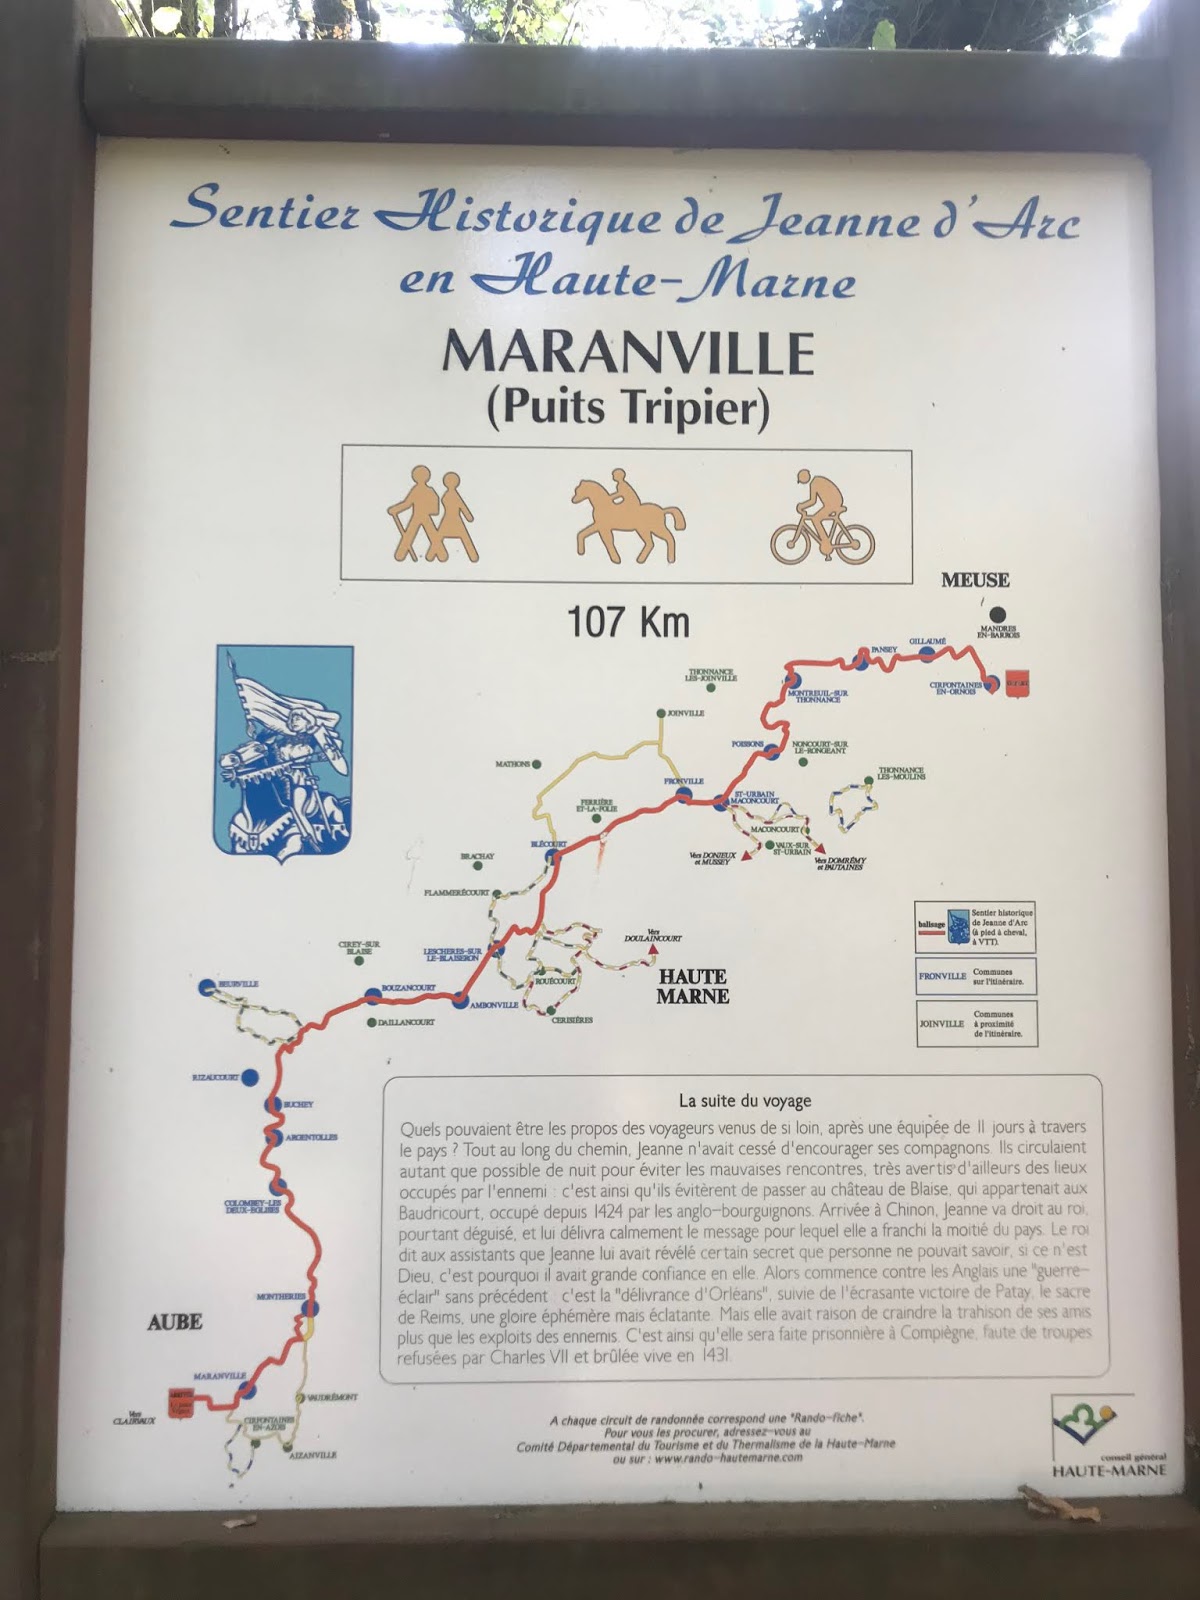 Sentier Historique de Jeanne d'Arc
en Haute-Marne
MARANVILLE
(Puits Tripier)
107 Km
MEUSE
MANDRES
EN-BARROIS
GILLAUMÉ
PANSEY
CIRFONTAINES
EN-ORNOIS
THONNANCE
LES-JOINVILLE
MONTREUIL-SUR
THONNANCE
JOINVILLE
POISSONS
NONCOURT-SUR
LE-RONGEANT
MATHONS
THONNANCE
LES-MOULINS
FRONVILLE
ST-URBAIN
MACONCOURT
FERRIÈRE
ET-LA-FOLIE
MACONCOURT
VAUX-SUR
ST-URBAIN
Vers DONJEUX
et MUSSEY
Vers DOMRÉMY
et PAUTAINES
BLÉCOURT
BRACHAY
FLAMMERÉCOURT
Vers
DOULAINCOURT
CIREY-SUR
BLAISE
LESCHERES-SUR
LE-BLAISERON
ROUÉCOURT
HAUTE
MARNE
BEURVILLE
BOUZANCOURT
AMBONVILLE
DAILLANCOURT
CERISIÈRES
balisage
Sentier historique
de Jeanne d'Arc
(à pied à cheval,
à VTT).
FRONVILLE
Communes
sur l'itinéraire.
JOINVILLE
Communes
à proximité
de l'itinéraire.
RIZAUCOURT
BUCHEY
ARGENTOLLES
COLOMBEY-LES
DEUX-EGLISES
MONTHERIES
AUBE
MARANVILLE
Vers
CLAIRVAUX
VAUDRÉMONT
CIRFONTAINES
EN-AZOIS
AIZANVILLE
La suite du voyage
Quels pouvaient être les propos des voyageurs venus de si loin, après une équipée de 11 jours à travers
le pays ? Tout au long du chemin, Jeanne n'avait cessé d'encourager ses compagnons. Ils circulaient
autant que possible de nuit pour éviter les mauvaises rencontres, très avertis d'ailleurs des lieux
occupés par l'ennemi : c'est ainsi qu'ils évitèrent de passer au château de Blaise, qui appartenait aux
Baudricourt, occupé depuis 1424 par les anglo-bourguignons. Arrivée à Chinon, Jeanne va droit au roi,
pourtant déguisé, et lui délivra calmement le message pour lequel elle a franchi la moitié du pays. Le roi
dit aux assistants que Jeanne lui avait révélé certain secret que personne ne pouvait savoir, si ce n'est
Dieu, c'est pourquoi il avait grande confiance en elle. Alors commence contre les Anglais une "guerre-
éclair" sans précédent : c'est la "délivrance d'Orléans", suivie de l'écrasante victoire de Patay, le sacre
de Reims, une gloire éphémère mais éclatante. Mais elle avait raison de craindre la trahison de ses amis
plus que les exploits des ennemis. C'est ainsi qu'elle sera faite prisonnière à Compiègne, faute de troupes
refusées par Charles VII et brûlée vive en 1431.
A chaque circuit de randonnée correspond une "Rando-fiche".
Pour vous les procurer, adressez-vous au
Comité Départemental du Tourisme et du Thermalisme de la Haute-Marne
ou sur : www.rando-hautemarne.com
conseil général
HAUTE-MARNE